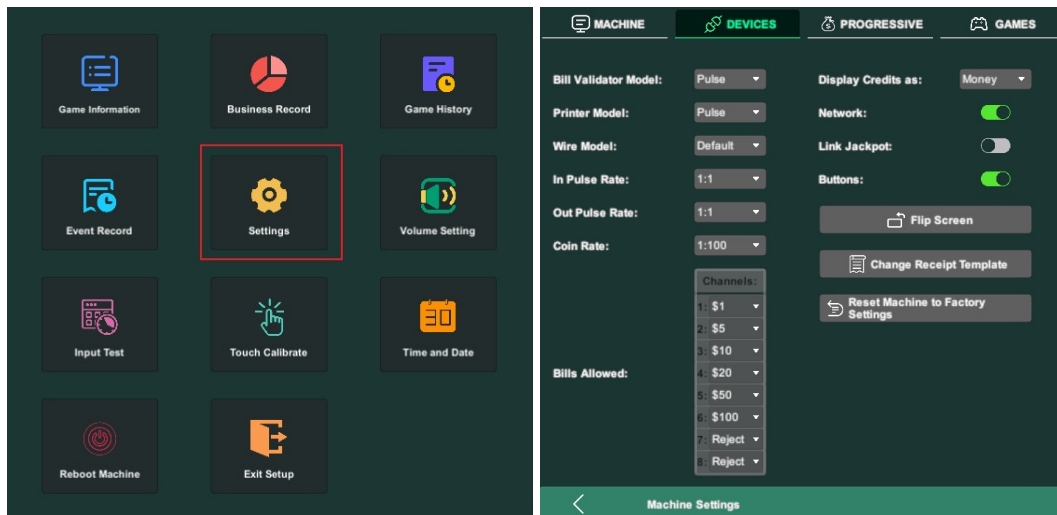 Game Information
Business Record
Game History
Event Record
Settings
Volume Setting
Input Test
Touch Calibrate
30
Time and Date
Reboot Machine
Exit Setup
MACHINE
DEVICES
PROGRESSIVE
GAMES
Bill Validator Model: Pulse
Printer Model: Pulse
Wire Model: Default
In Pulse Rate: 1:1
Out Pulse Rate: 1:1
Coin Rate: 1:100
Bills Allowed:
Channels:
1: $1
2: $5
3: $10
4: $20
5: $50
6: $100
7: Reject
8: Reject
Display Credits as: Money
Network:
Link Jackpot:
Buttons:
Flip Screen
Change Receipt Template
Reset Machine to Factory
Settings
Machine Settings